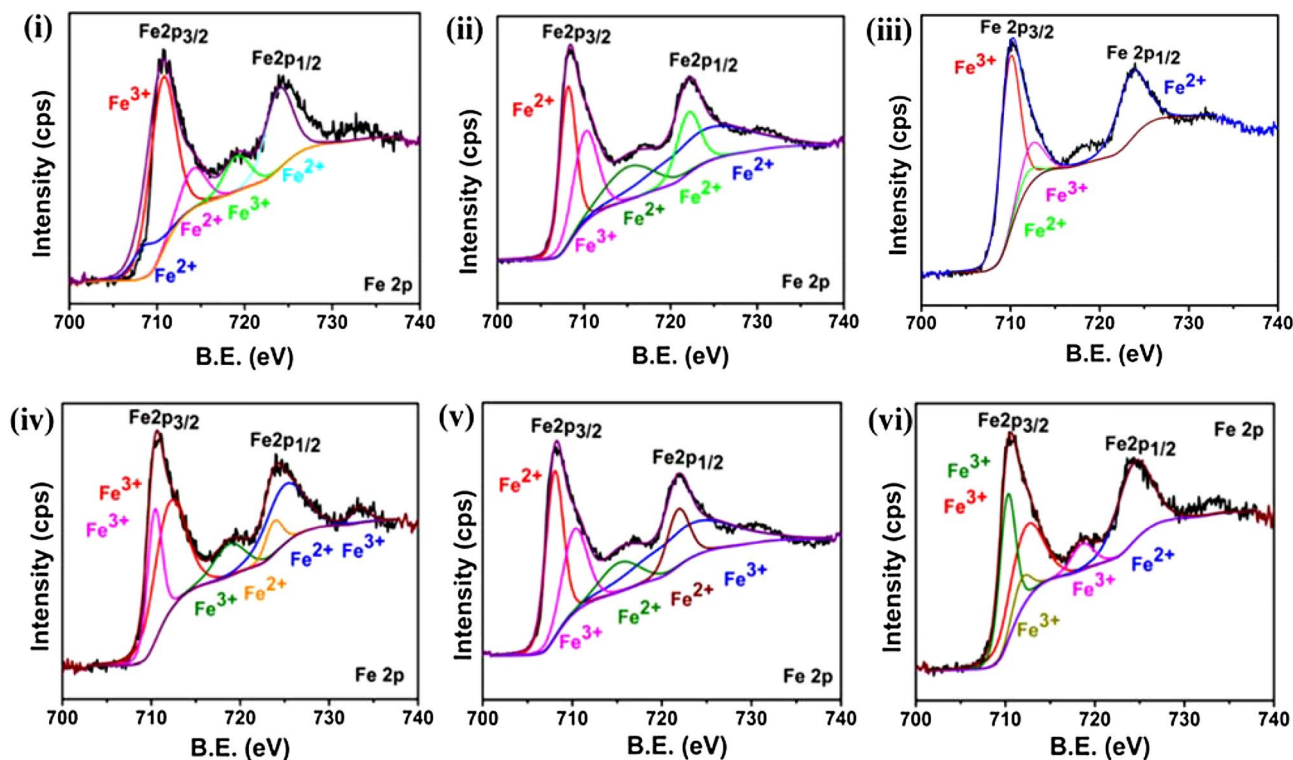 (i)
Fe2p3/2
Fe2p1/2
Fe3+
Fe2+
Fe3+
Fe2+
Fe2+
Fe 2p
Intensity (cps)
700 710 720 730 740
B.E. (eV)
(ii)
Fe2p3/2
Fe2p1/2
Fe2+
Fe2+
Fe2+
Fe2+
Fe3+
Fe 2p
Intensity (cps)
700 710 720 730 740
B.E. (eV)
(iii)
Fe 2p3/2
Fe 2p1/2
Fe3+
Fe2+
Fe3+
Fe2+
Intensity (cps)
700 710 720 730 740
B.E. (eV)
(iv)
Fe2p3/2
Fe2p1/2
Fe3+
Fe3+
Fe2+ Fe3+
Fe3+
Fe2+
Fe 2p
Intensity (cps)
700 710 720 730 740
B.E. (eV)
(v)
Fe2p3/2
Fe2p1/2
Fe2+
Fe3+
Fe2+
Fe2+
Fe3+
Fe 2p
Intensity (cps)
700 710 720 730 740
B.E. (eV)
(vi)
Fe2p3/2
Fe2p1/2
Fe 2p
Fe3+
Fe3+
Fe2+
Fe3+
Fe3+
Intensity (cps)
700 710 720 730 740
B.E. (eV)